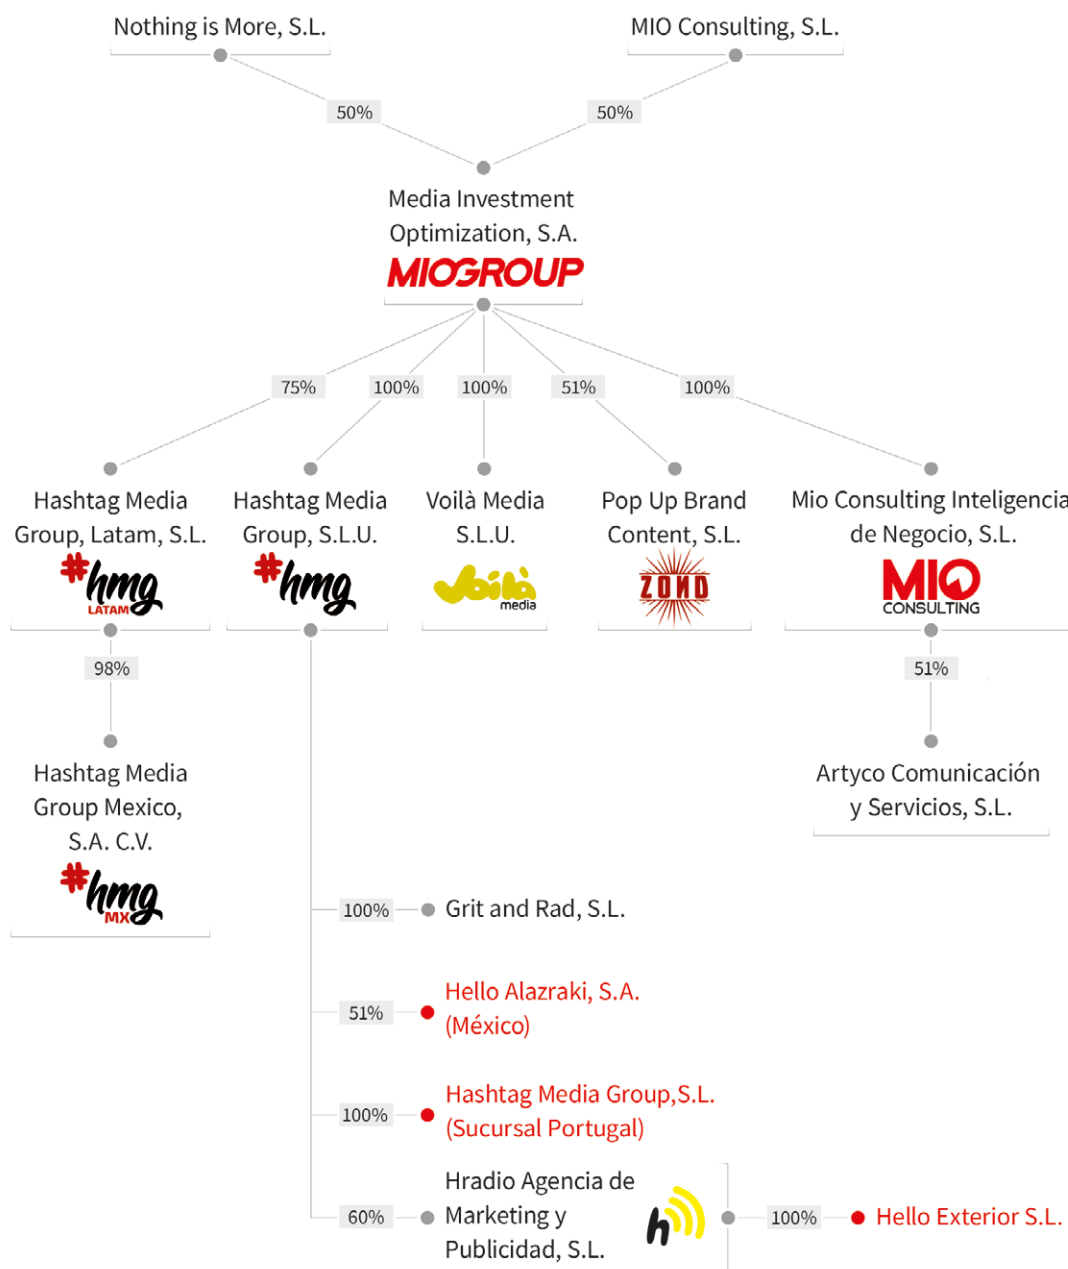 Nothing is More, S.L.
MIO Consulting, S.L.
50%
50%
Media Investment
Optimization, S.A.
MIOGROUP
75%
100%
100%
51%
100%
Hashtag Media
Group, Latam, S.L.
#hmg
LATAM
Hashtag Media
Group, S.L.U.
#hmg
Voilà Media
S.L.U.
Voilà
media
Pop Up Brand
Content, S.L.
ZOND
Mio Consulting Inteligencia
de Negocio, S.L.
MIO
CONSULTING
98%
51%
Hashtag Media
Group Mexico,
S.A. C.V.
#hmg
MX
Artyco Comunicación
y Servicios, S.L.
100%
Grit and Rad, S.L.
51%
Hello Alazraki, S.A.
(México)
100%
Hashtag Media Group,S.L.
(Sucursal Portugal)
60%
Hradio Agencia de
Marketing y
Publicidad, S.L.
h
100%
Hello Exterior S.L.